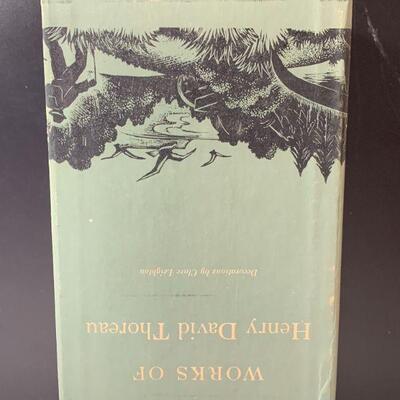 WORKS OF
Henry David Thoreau
Decorations by Clare Leighton